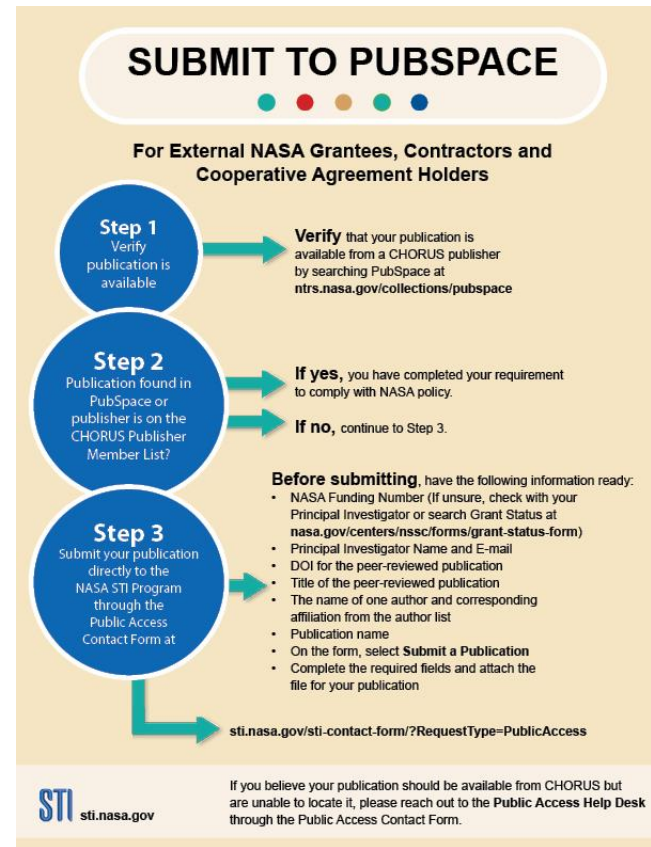 SUBMIT TO PUBSPACE
For External NASA Grantees, Contractors and
Cooperative Agreement Holders
Step 1
Verify
publication is
available
Verify that your publication is
available from a CHORUS publisher
by searching PubSpace at
ntrs.nasa.gov/collections/pubspace
Step 2
Publication found in
PubSpace or
publisher is on the
CHORUS Publisher
Member List?
If yes, you have completed your requirement
to comply with NASA policy.
If no, continue to Step 3.
Step 3
Submit your publication
directly to the
NASA STI Program
through the
Public Access
Contact Form at
Before submitting, have the following information ready:
• NASA Funding Number (If unsure, check with your
Principal Investigator or search Grant Status at
nasa.gov/centers/nssc/forms/grant-status-form)
• Principal Investigator Name and E-mail
• DOI for the peer-reviewed publication
• Title of the peer-reviewed publication
• The name of one author and corresponding
affiliation from the author list
• Publication name
• On the form, select Submit a Publication
• Complete the required fields and attach the
file for your publication
sti.nasa.gov/sti-contact-form/?RequestType=PublicAccess
STI sti.nasa.gov
If you believe your publication should be available from CHORUS but
are unable to locate it, please reach out to the Public Access Help Desk
through the Public Access Contact Form.